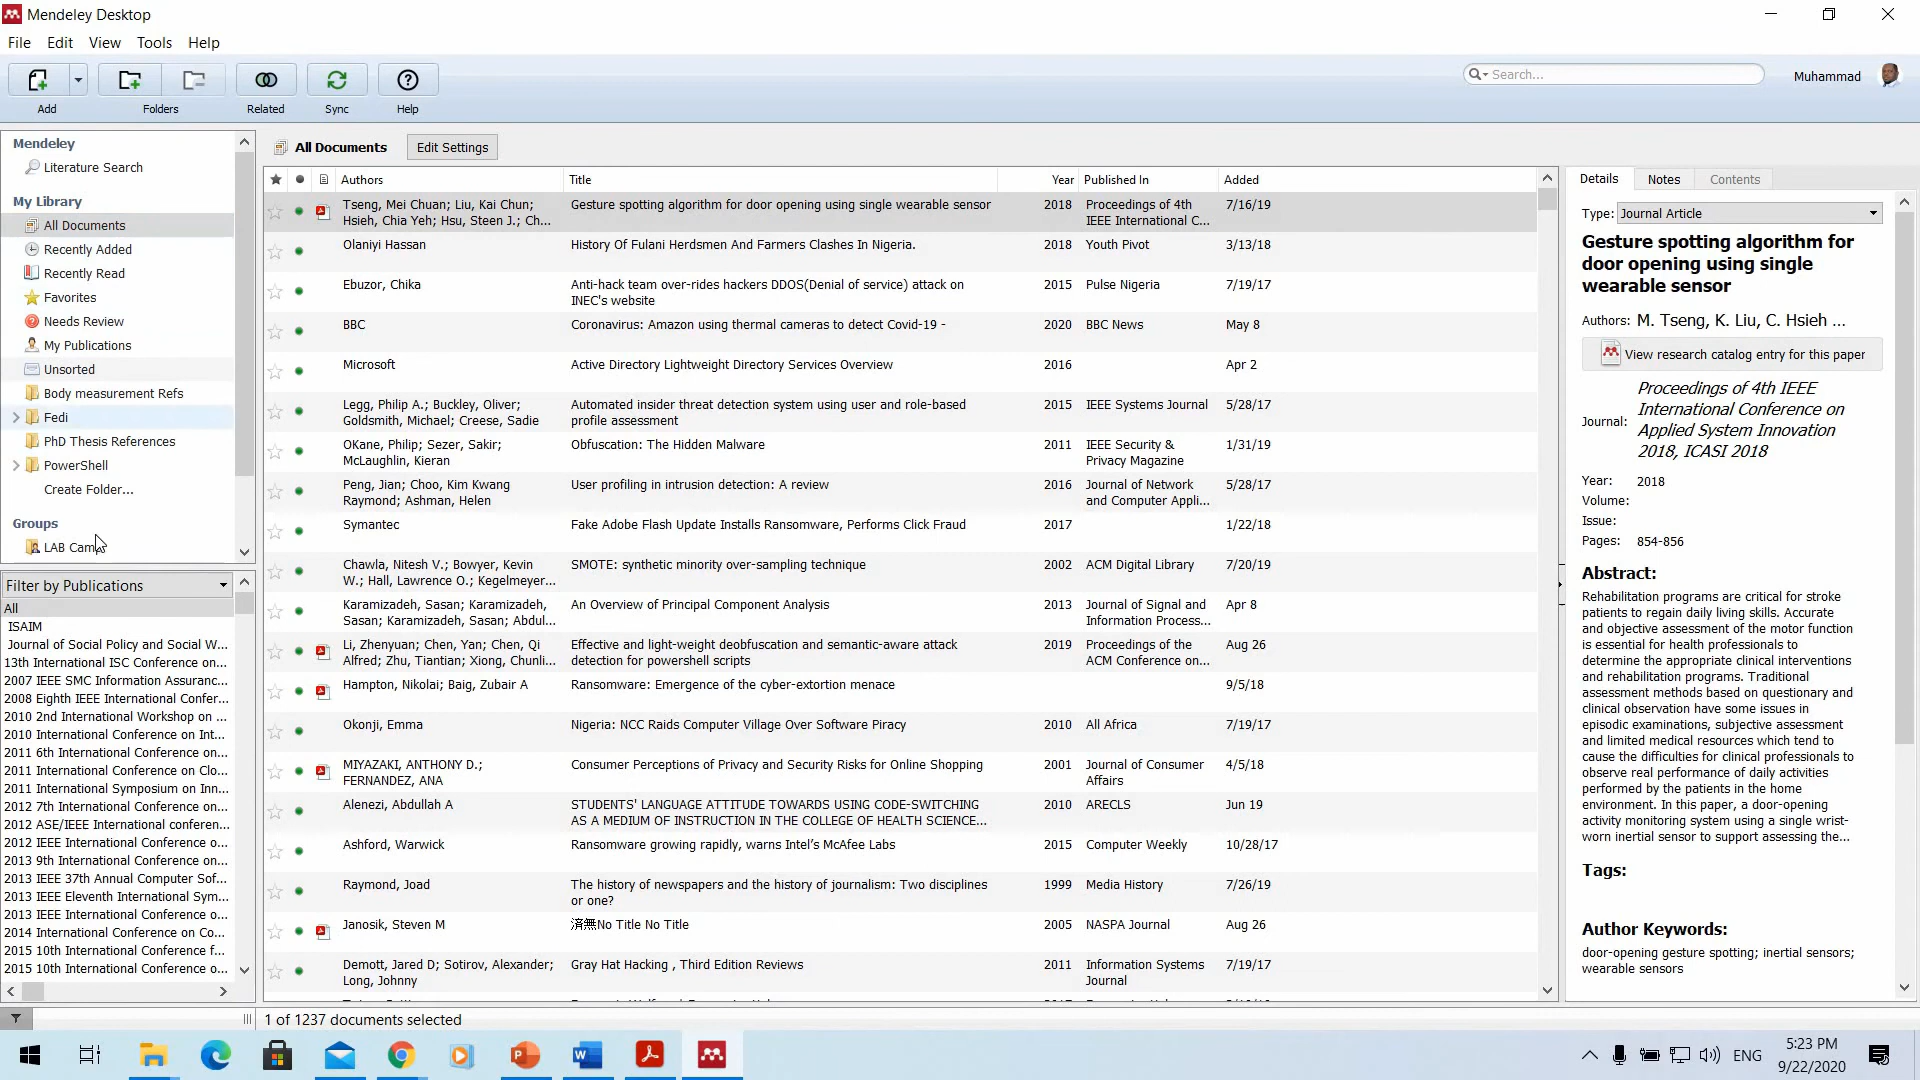 Mendeley Desktop
File Edit View Tools Help
Add Folders Related Sync Help
Search...
Muhammad
Mendeley
Literature Search
My Library
All Documents
Recently Added
Recently Read
Favorites
Needs Review
My Publications
Unsorted
Body measurement Refs
Fedi
PhD Thesis References
PowerShell
Create Folder...
Groups
LAB
Filter by Publications
All
ISAIM
Journal of Social Policy and Social W...
13th International ISC Conference on...
2007 IEEE SMC Information Assuranc...
2008 Eighth IEEE International Confer...
2010 2nd International Workshop on ...
2010 International Conference on Int...
2011 6th International Conference on...
2011 International Conference on Clo...
2011 International Symposium on Inn...
2012 7th International Conference on...
2012 ASE/IEEE International conferen...
2012 IEEE International Conference o...
2013 9th International Conference on...
2013 IEEE 37th Annual Computer Sof...
2013 IEEE Eleventh International Sym...
2013 IEEE International Conference o...
2014 International Conference on Co...
2015 10th International Conference f...
2015 10th International Conference o...
All Documents Edit Settings
Authors Title Year Published In Added
Tseng, Mei Chuan; Liu, Kai Chun; Gesture spotting algorithm for door opening using single wearable sensor 2018 Proceedings of 4th 7/16/19
Hsieh, Chia Yeh; Hsu, Steen J.; Ch... IEEE International C...
Olaniyi Hassan History Of Fulani Herdsmen And Farmers Clashes In Nigeria. 2018 Youth Pivot 3/13/18
Ebuzor, Chika Anti-hack team over-rides hackers DDOS(Denial of service) attack on 2015 Pulse Nigeria 7/19/17
INEC's website
BBC Coronavirus: Amazon using thermal cameras to detect Covid-19 - 2020 BBC News May 8
Microsoft Active Directory Lightweight Directory Services Overview 2016 Apr 2
Legg, Philip A.; Buckley, Oliver; Automated insider threat detection system using user and role-based 2015 IEEE Systems Journal 5/28/17
Goldsmith, Michael; Creese, Sadie profile assessment
OKane, Philip; Sezer, Sakir; Obfuscation: The Hidden Malware 2011 IEEE Security & 1/31/19
McLaughlin, Kieran Privacy Magazine
Peng, Jian; Choo, Kim Kwang User profiling in intrusion detection: A review 2016 Journal of Network 5/28/17
Raymond; Ashman, Helen and Computer Appli...
Symantec Fake Adobe Flash Update Installs Ransomware, Performs Click Fraud 2017 1/22/18
Chawla, Nitesh V.; Bowyer, Kevin SMOTE: synthetic minority over-sampling technique 2002 ACM Digital Library 7/20/19
W.; Hall, Lawrence O.; Kegelmeyer...
Karamizadeh, Sasan; Karamizadeh, An Overview of Principal Component Analysis 2013 Journal of Signal and Apr 8
Sasan; Karamizadeh, Sasan; Abdul... Information Process...
Li, Zhenyuan; Chen, Yan; Chen, Qi Effective and light-weight deobfuscation and semantic-aware attack 2019 Proceedings of the Aug 26
Alfred; Zhu, Tiantian; Xiong, Chunli... detection for powershell scripts ACM Conference on...
Hampton, Nikolai; Baig, Zubair A Ransomware: Emergence of the cyber-extortion menace 9/5/18
Okonji, Emma Nigeria: NCC Raids Computer Village Over Software Piracy 2010 All Africa 7/19/17
MIYAZAKI, ANTHONY D.; Consumer Perceptions of Privacy and Security Risks for Online Shopping 2001 Journal of Consumer 4/5/18
FERNANDEZ, ANA Affairs
Alenezi, Abdullah A STUDENTS' LANGUAGE ATTITUDE TOWARDS USING CODE-SWITCHING 2010 ARECLS Jun 19
AS A MEDIUM OF INSTRUCTION IN THE COLLEGE OF HEALTH SCIENCE...
Ashford, Warwick Ransomware growing rapidly, warns Intel's McAfee Labs 2015 Computer Weekly 10/28/17
Raymond, Joad The history of newspapers and the history of journalism: Two disciplines 1999 Media History 7/26/19
or one?
Janosik, Steven M 済無No Title No Title 2005 NASPA Journal Aug 26
Demott, Jared D; Sotirov, Alexander; Gray Hat Hacking , Third Edition Reviews 2011 Information Systems 7/19/17
Long, Johnny Journal
Details Notes Contents
Type: Journal Article
Gesture spotting algorithm for
door opening using single
wearable sensor
Authors: M. Tseng, K. Liu, C. Hsieh ...
View research catalog entry for this paper
Journal: Proceedings of 4th IEEE
International Conference on
Applied System Innovation
2018, ICASI 2018
Year: 2018
Volume:
Issue:
Pages: 854-856
Abstract:
Rehabilitation programs are critical for stroke
patients to regain daily living skills. Accurate
and objective assessment of the motor function
is essential for health professionals to
determine the appropriate clinical interventions
and rehabilitation programs. Traditional
assessment methods based on questionary and
clinical observation have some issues in
episodic examinations, subjective assessment
and limited medical resources which tend to
cause the difficulties for clinical professionals to
observe real performance of daily activities
performed by the patients in the home
environment. In this paper, a door-opening
activity monitoring system using a single wrist-
worn inertial sensor to support assessing the...
Tags:
Author Keywords:
door-opening gesture spotting; inertial sensors;
wearable sensors
1 of 1237 documents selected
ENG
5:23 PM
9/22/2020